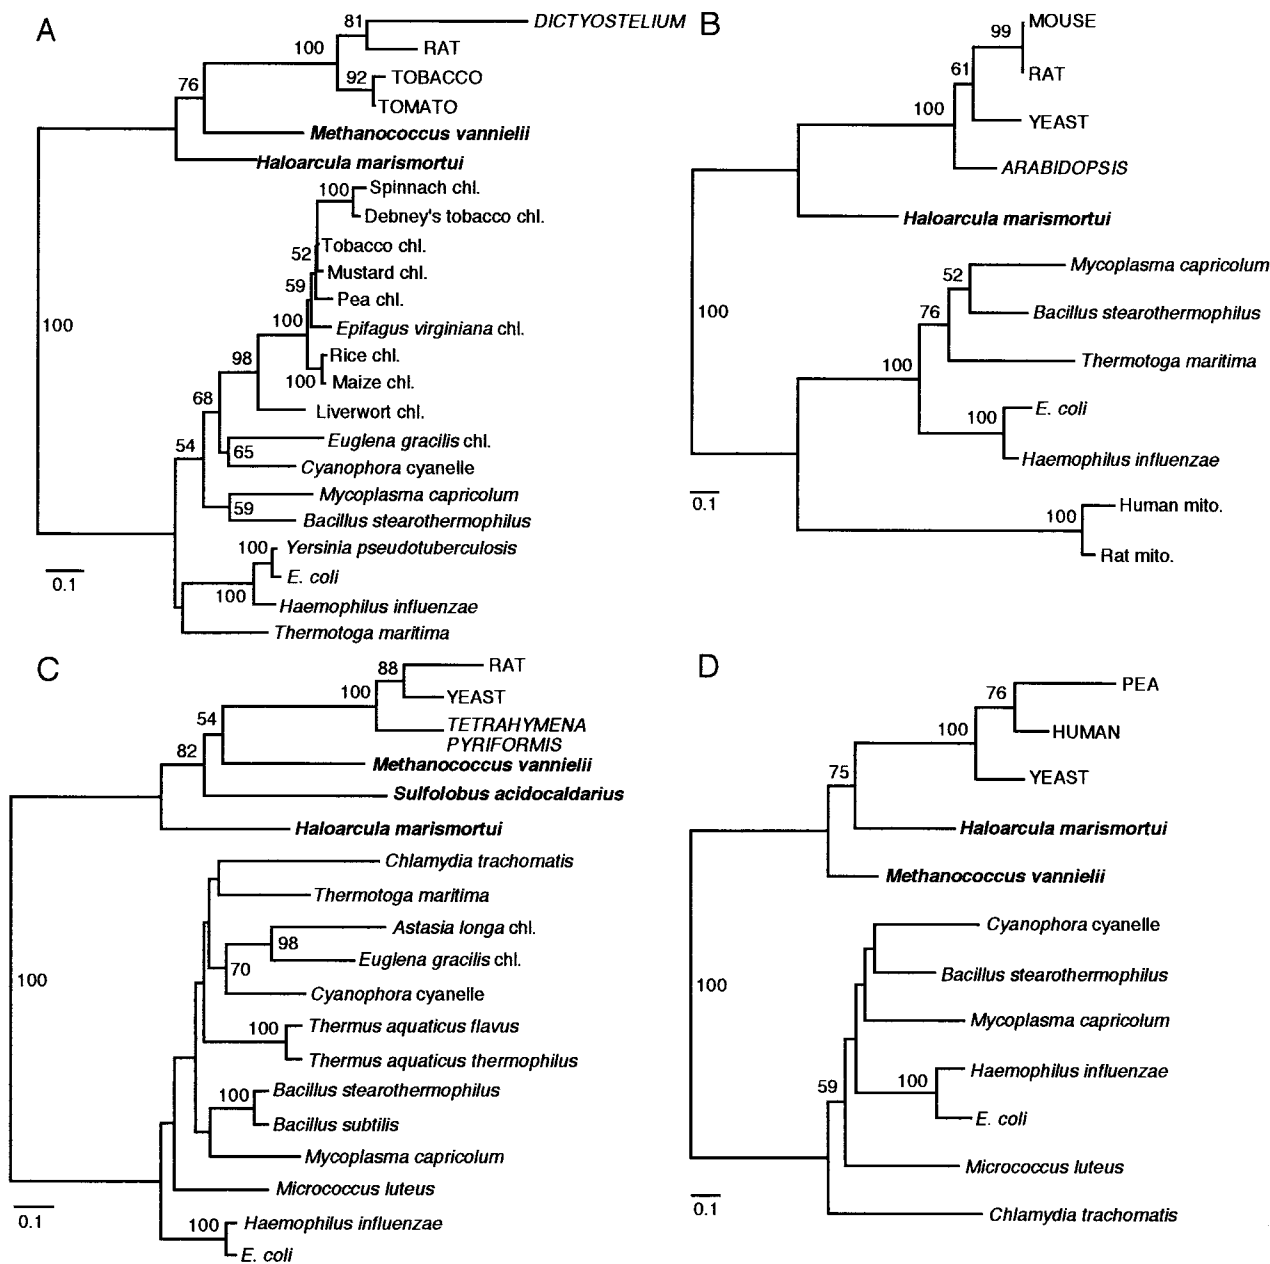 A
81
DICTYOSTELIUM
100
RAT
92
TOBACCO
76
TOMATO
Methanococcus vannielii
Haloarcula marismortui
100
Spinnach chl.
Debney's tobacco chl.
Tobacco chl.
52
Mustard chl.
59
Pea chl.
100
Epifagus virginiana chl.
100
Rice chl.
98
100
Maize chl.
68
Liverwort chl.
54
Euglena gracilis chl.
65
Cyanophora cyanelle
Mycoplasma capricolum
59
Bacillus stearothermophilus
100
Yersinia pseudotuberculosis
0.1
E. coli
100
Haemophilus influenzae
Thermotoga maritima
B
MOUSE
99
61
RAT
100
YEAST
ARABIDOPSIS
Haloarcula marismortui
Mycoplasma capricolum
52
100
76
Bacillus stearothermophilus
Thermotoga maritima
100
100
E. coli
Haemophilus influenzae
0.1
Human mito.
100
Rat mito.
C
88
RAT
100
YEAST
54
TETRAHYMENA
PYRIFORMIS
82
Methanococcus vannielii
Sulfolobus acidocaldarius
Haloarcula marismortui
Chlamydia trachomatis
Thermotoga maritima
Astasia longa chl.
98
Euglena gracilis chl.
70
100
Cyanophora cyanelle
100
Thermus aquaticus flavus
Thermus aquaticus thermophilus
100
Bacillus stearothermophilus
Bacillus subtilis
Mycoplasma capricolum
Micrococcus luteus
0.1
100
Haemophilus influenzae
E. coli
D
76
PEA
100
HUMAN
75
YEAST
Haloarcula marismortui
Methanococcus vannielii
Cyanophora cyanelle
100
Bacillus stearothermophilus
Mycoplasma capricolum
59
100
Haemophilus influenzae
E. coli
Micrococcus luteus
0.1
Chlamydia trachomatis